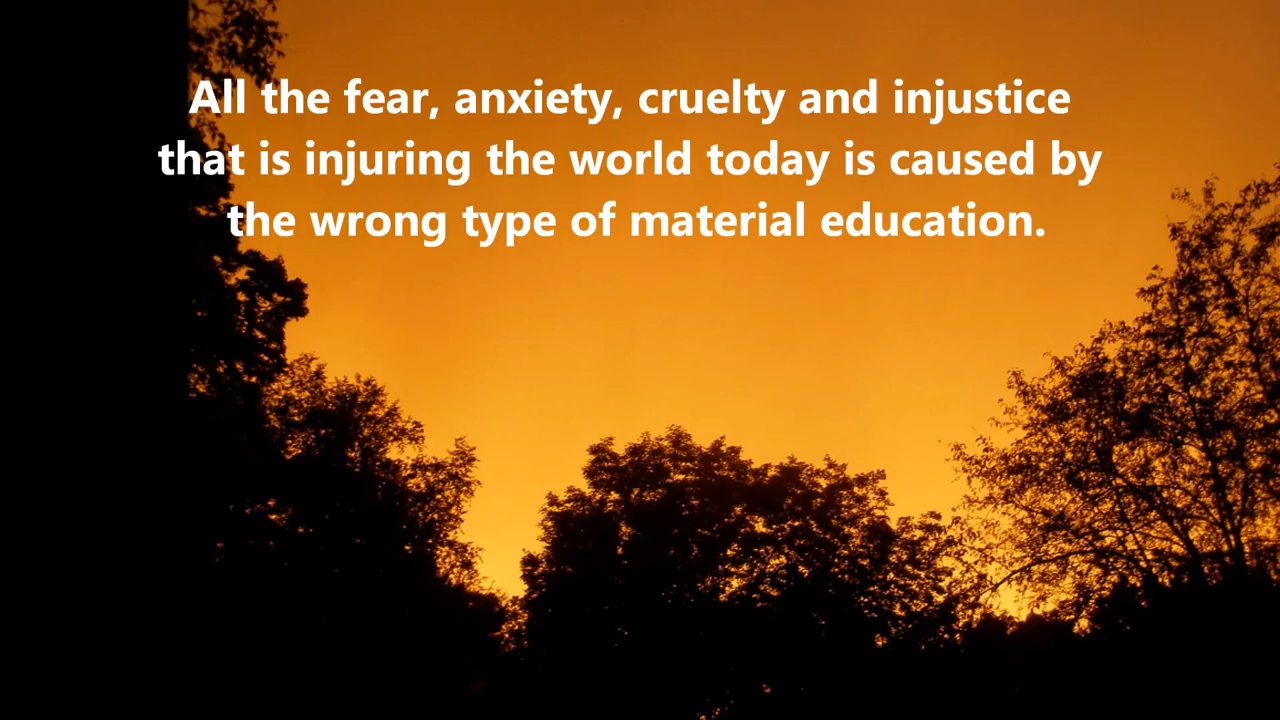 All the fear, anxiety, cruelty and injustice
that is injuring the world today is caused by
the wrong type of material education.